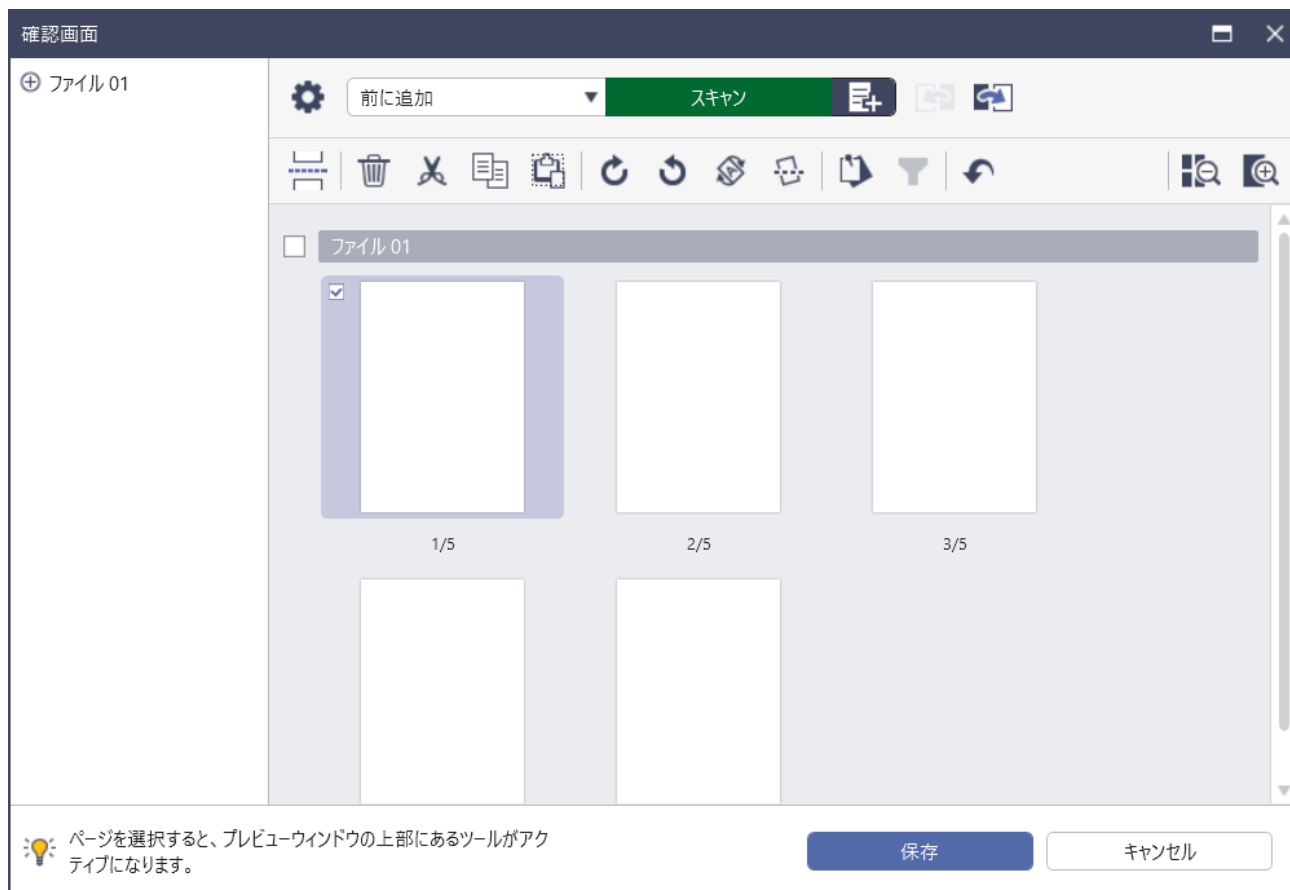 確認画面
ファイル 01
前に追加
スキャン
ファイル 01
1/5
2/5
3/5
ページを選択すると、プレビューウィンドウの上部にあるツールがアク
ティブになります。
保存
キャンセル